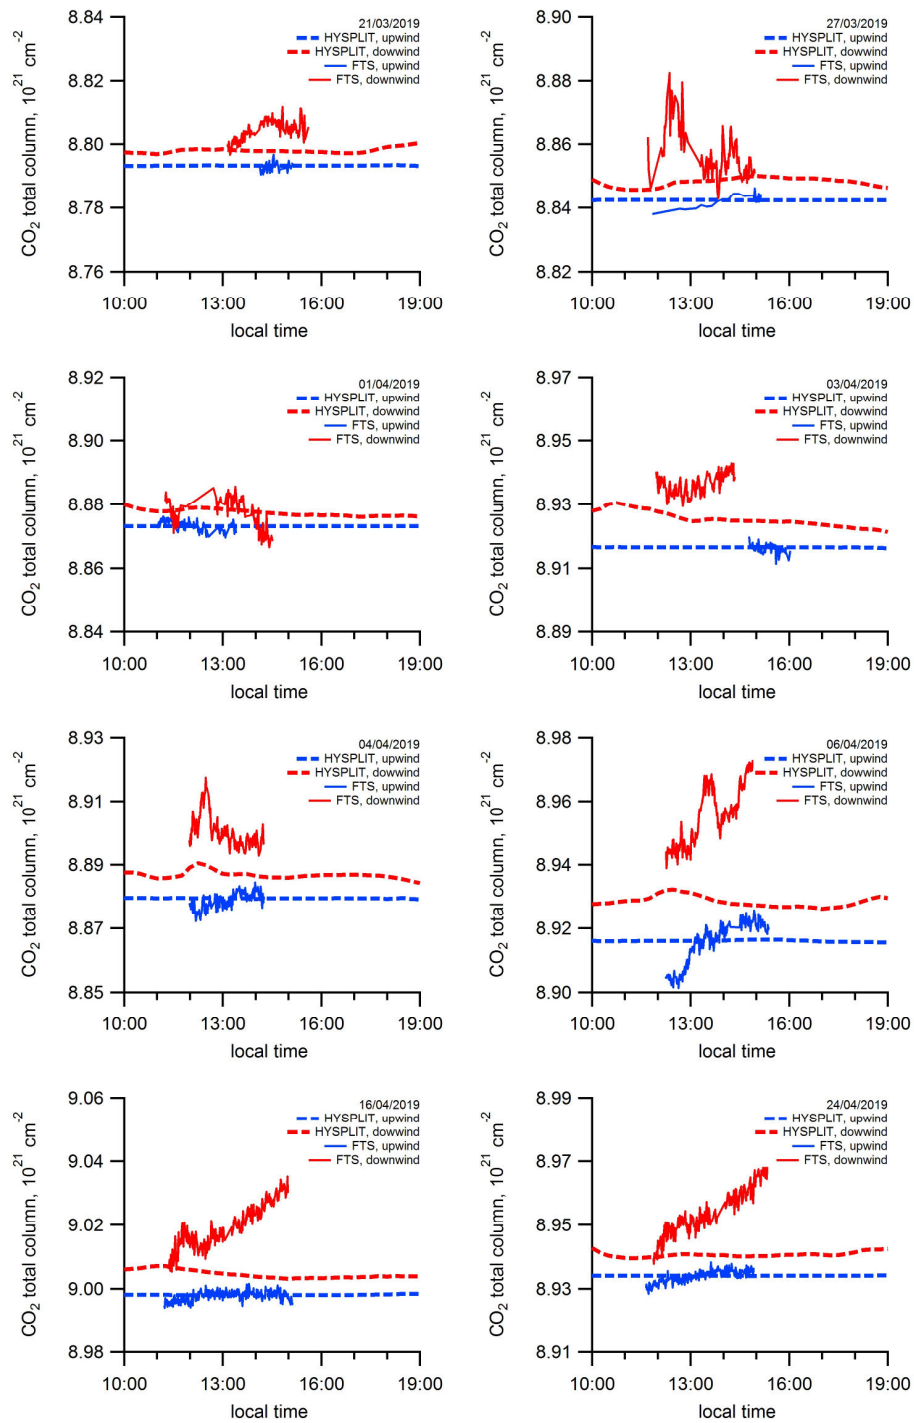 8.84
21/03/2019
HYSPLIT, upwind
HYSPLIT, dowwind
FTS, upwind
FTS, downwind
8.82
8.80
8.78
8.76
CO2 total column, 10^21 cm^-2
10:00 13:00 16:00 19:00
local time
8.90
27/03/2019
HYSPLIT, upwind
HYSPLIT, dowwind
FTS, upwind
FTS, downwind
8.88
8.86
8.84
8.82
CO2 total column, 10^21 cm^-2
10:00 13:00 16:00 19:00
local time
8.92
01/04/2019
HYSPLIT, upwind
HYSPLIT, dowwind
FTS, upwind
FTS, downwind
8.90
8.88
8.86
8.84
CO2 total column, 10^21 cm^-2
10:00 13:00 16:00 19:00
local time
8.97
03/04/2019
HYSPLIT, upwind
HYSPLIT, dowwind
FTS, upwind
FTS, downwind
8.95
8.93
8.91
8.89
CO2 total column, 10^21 cm^-2
10:00 13:00 16:00 19:00
local time
8.93
04/04/2019
HYSPLIT, upwind
HYSPLIT, dowwind
FTS, upwind
FTS, downwind
8.91
8.89
8.87
8.85
CO2 total column, 10^21 cm^-2
10:00 13:00 16:00 19:00
local time
8.98
06/04/2019
HYSPLIT, upwind
HYSPLIT, dowwind
FTS, upwind
FTS, downwind
8.96
8.94
8.92
8.90
CO2 total column, 10^21 cm^-2
10:00 13:00 16:00 19:00
local time
9.06
16/04/2019
HYSPLIT, upwind
HYSPLIT, dowwind
FTS, upwind
FTS, downwind
9.04
9.02
9.00
8.98
CO2 total column, 10^21 cm^-2
10:00 13:00 16:00 19:00
local time
8.99
24/04/2019
HYSPLIT, upwind
HYSPLIT, dowwind
FTS, upwind
FTS, downwind
8.97
8.95
8.93
8.91
CO2 total column, 10^21 cm^-2
10:00 13:00 16:00 19:00
local time